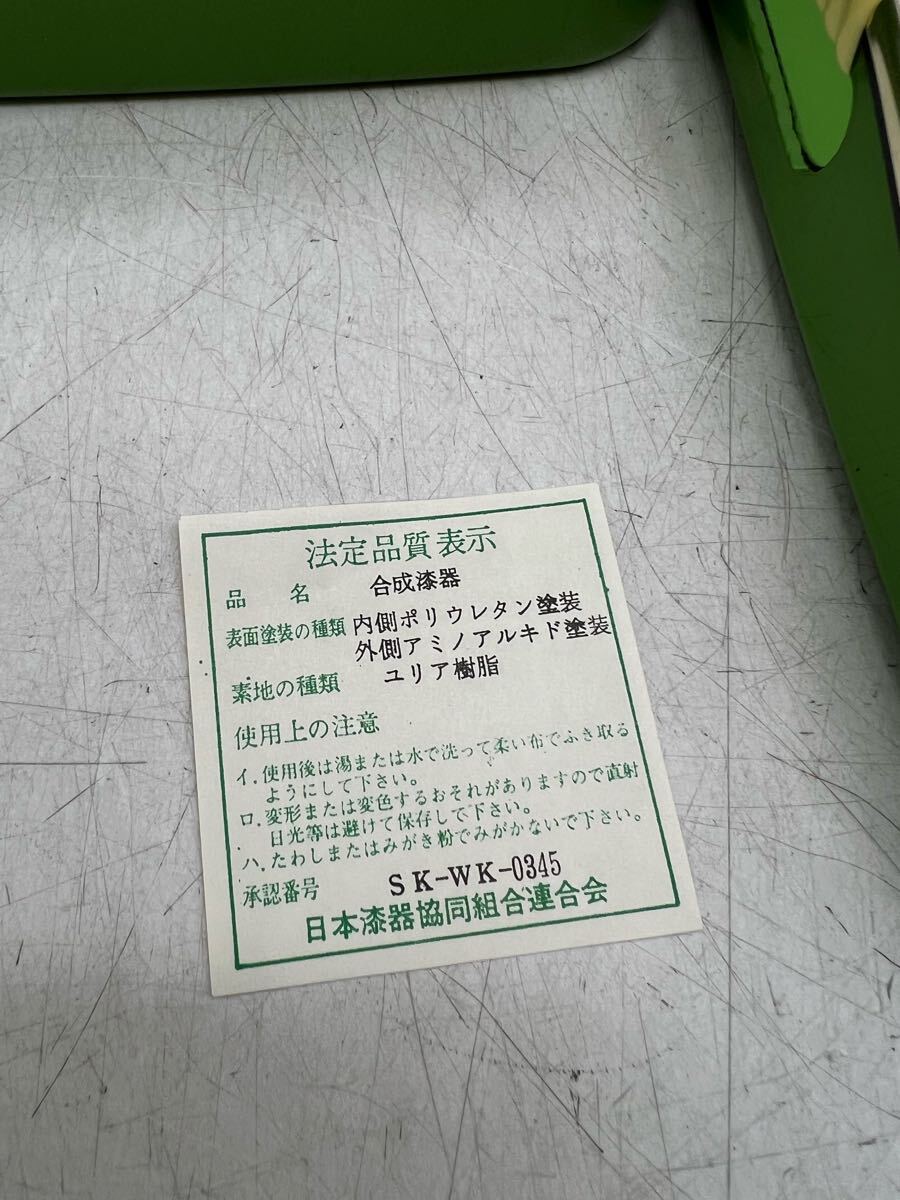 法定品質表示
品名 合成漆器
表面塗装の種類 内側ポリウレタン塗装
外側アミノアルキド塗装
素地の種類 ユリア樹脂
使用上の注意
イ.使用後は湯または水で洗って柔い布でふき取る
ようにして下さい。
ロ.変形または変色するおそれがありますので直射
日光等は避けて保存して下さい。
ハ.たわしまたはみがき粉でみがかないで下さい。
承認番号 SK-WK-0345
日本漆器協同組合連合会